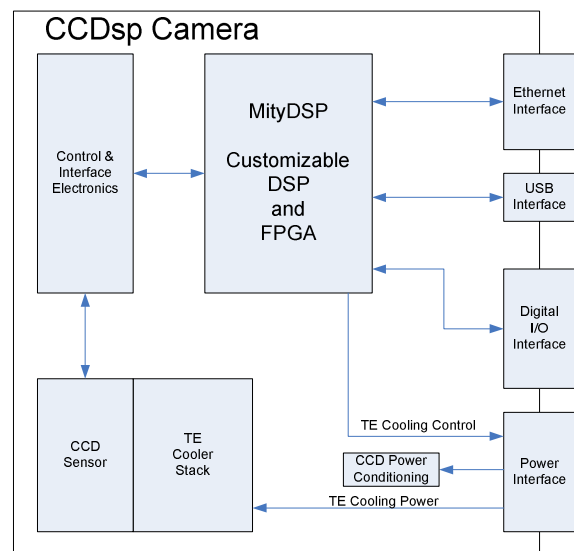 CCDsp Camera
MityDSP
Customizable
DSP
and
FPGA
Control &
Interface
Electronics
Ethernet
Interface
USB
Interface
Digital
I/O
Interface
CCD
Sensor
TE
Cooler
Stack
TE Cooling Control
CCD Power
Conditioning
TE Cooling Power
Power
Interface